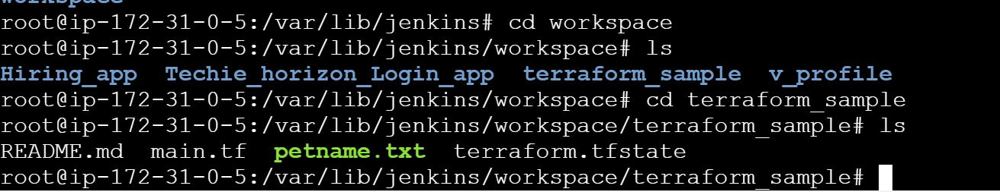 workspace
root@ip-172-31-0-5:/var/lib/jenkins# cd workspace
root@ip-172-31-0-5:/var/lib/jenkins/workspace# ls
Hiring_app  Techie_horizon_Login_app  terraform_sample  v_profile
root@ip-172-31-0-5:/var/lib/jenkins/workspace# cd terraform_sample
root@ip-172-31-0-5:/var/lib/jenkins/workspace/terraform_sample# ls
README.md  main.tf  petname.txt  terraform.tfstate
root@ip-172-31-0-5:/var/lib/jenkins/workspace/terraform_sample#